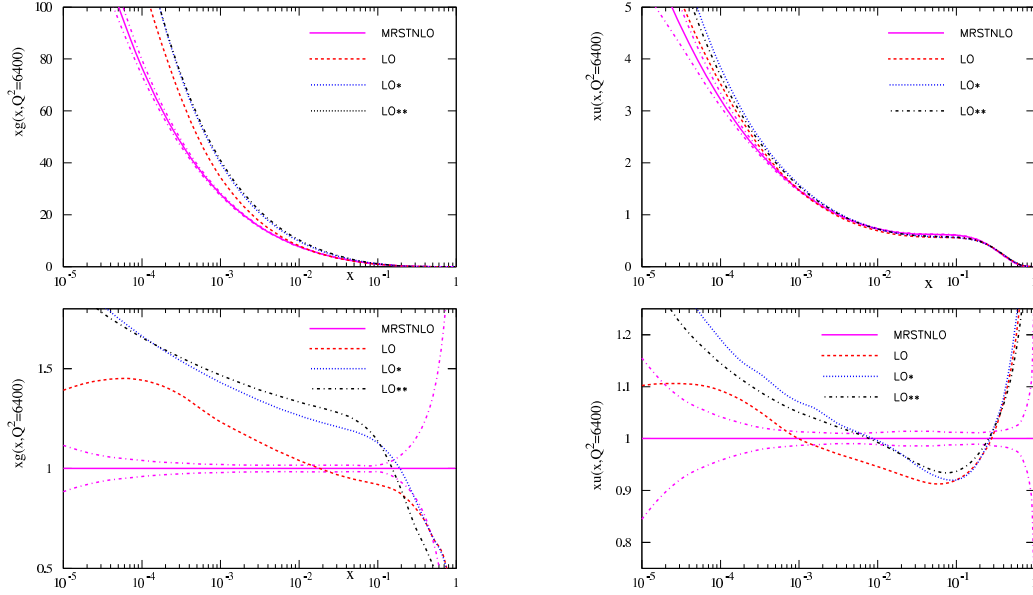 100
80
60
40
20
0
xg(x,Q²=6400)
MRSTNLO
LO
LO*
LO**
10⁻⁵ 10⁻⁴ 10⁻³ 10⁻² 10⁻¹ 1
x
5
4
3
2
1
0
xu(x,Q²=6400)
MRSTNLO
LO
LO*
LO**
10⁻⁵ 10⁻⁴ 10⁻³ 10⁻² 10⁻¹ 1
x
1.5
1
0.5
xg(x,Q²=6400)
MRSTNLO
LO
LO*
LO**
10⁻⁵ 10⁻⁴ 10⁻³ 10⁻² 10⁻¹ 1
x
1.2
1.1
1
0.9
0.8
xu(x,Q²=6400)
MRSTNLO
LO
LO*
LO**
10⁻⁵ 10⁻⁴ 10⁻³ 10⁻² 10⁻¹ 1